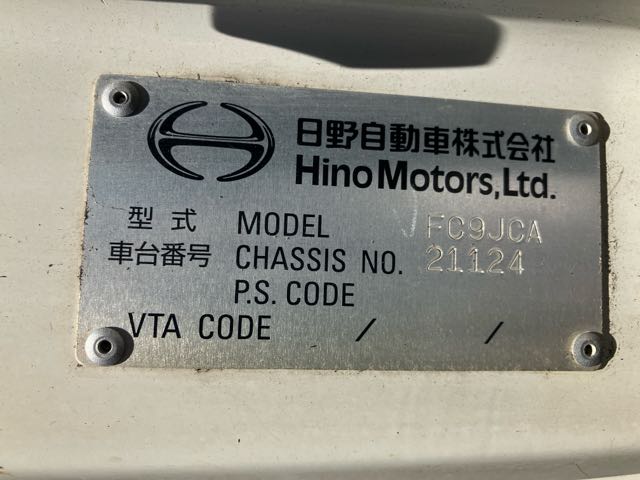 日野自動車株式会社
Hino Motors, Ltd.
型式 MODEL FC9JCA
車台番号 CHASSIS NO. 21124
P.S. CODE
VTA CODE / /